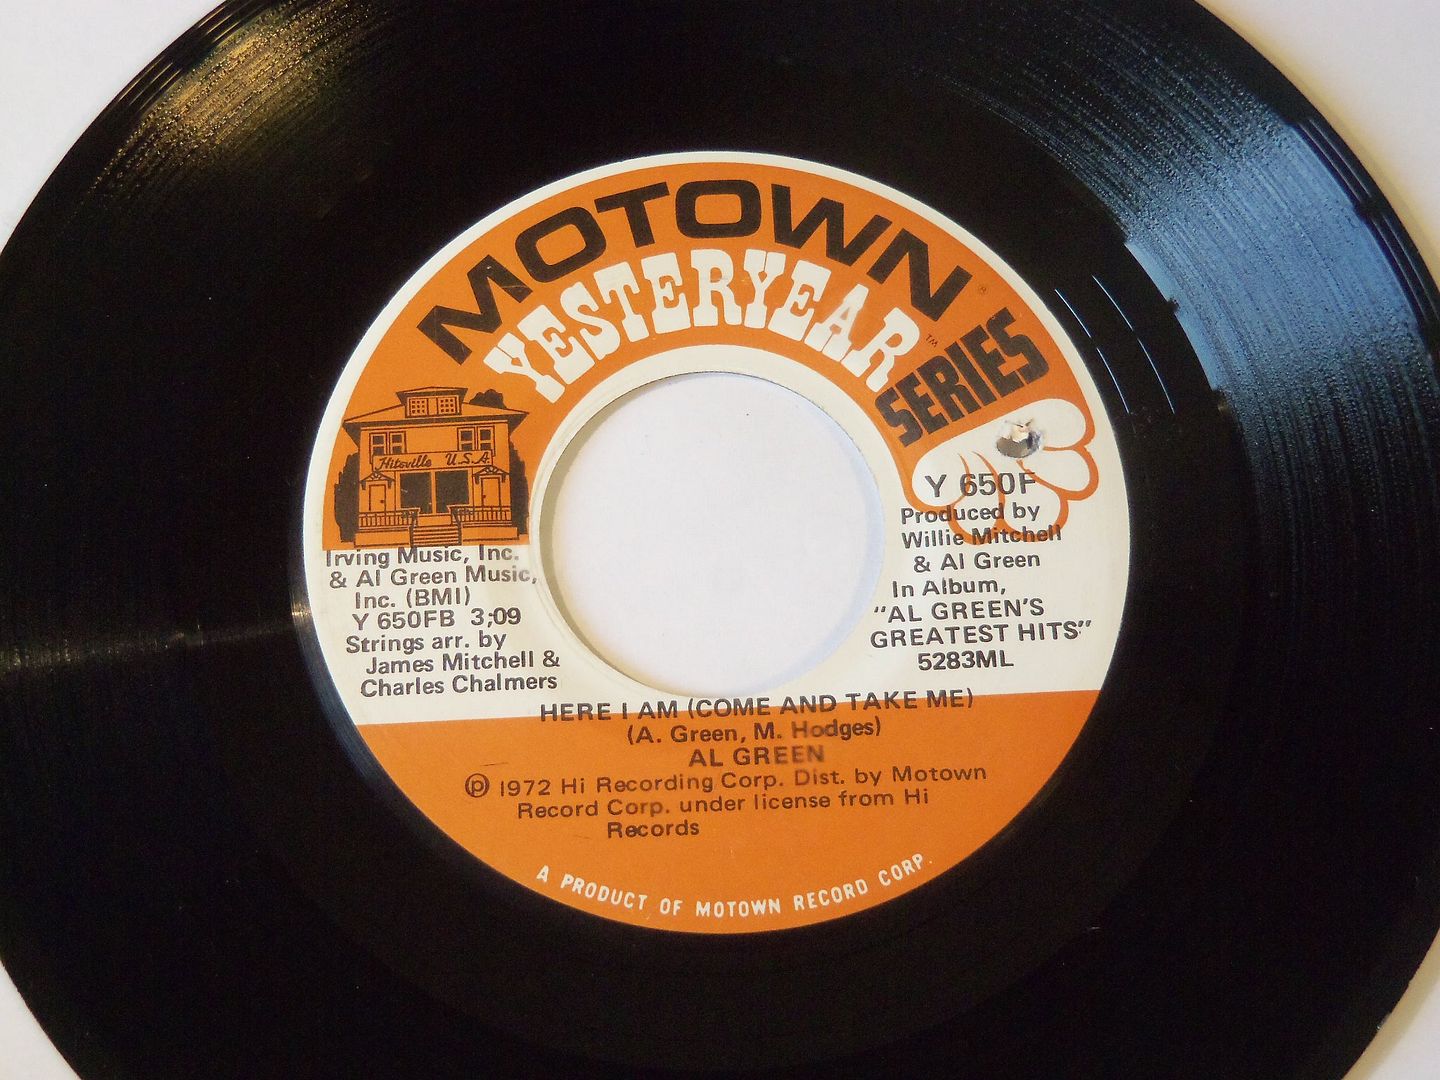 MOTOWN®
YESTERYEAR™
SERIES
Hitsville U.S.A.
Irving Music, Inc.
& Al Green Music,
Inc. (BMI)
Y 650FB 3;09
Strings arr. by
James Mitchell &
Charles Chalmers
Y 650F
Produced by
Willie Mitchell
& Al Green
In Album,
"AL GREEN'S
GREATEST HITS"
5283ML
HERE I AM (COME AND TAKE ME)
(A. Green, M. Hodges)
AL GREEN
℗ 1972 Hi Recording Corp. Dist. by Motown
Record Corp. under license from Hi
Records
A PRODUCT OF MOTOWN RECORD CORP.